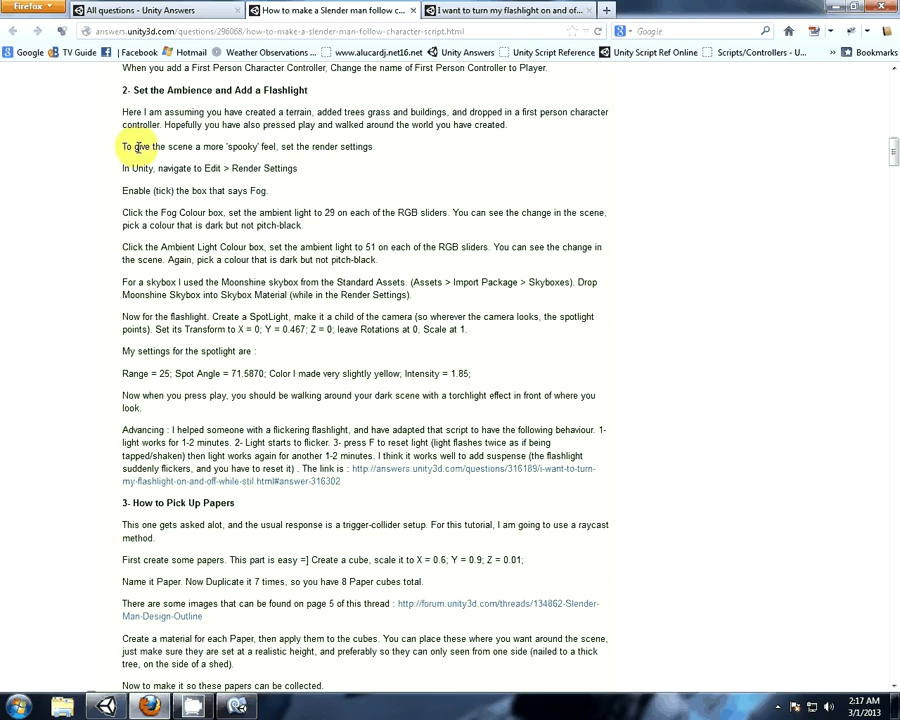 Firefox
All questions - Unity Answers
How to make a Slender man follow c...
I want to turn my flashlight on and of...
answers.unity3d.com/questions/296068/how-to-make-a-slender-man-follow-character-script.html
Google
Google
TV Guide
Facebook
Hotmail
Weather Observations ...
www.alucardj.net16.net
Unity Answers
Unity Script Reference
Unity Script Ref Online
Scripts/Controllers - U...
»
Bookmarks
When you add a First Person Character Controller, Change the name of First Person Controller to Player.
2- Set the Ambience and Add a Flashlight
Here I am assuming you have created a terrain, added trees grass and buildings, and dropped in a first person character
controller. Hopefully you have also pressed play and walked around the world you have created.
To give the scene a more 'spooky' feel, set the render settings.
In Unity, navigate to Edit > Render Settings
Enable (tick) the box that says Fog.
Click the Fog Colour box, set the ambient light to 29 on each of the RGB sliders. You can see the change in the scene,
pick a colour that is dark but not pitch-black.
Click the Ambient Light Colour box, set the ambient light to 51 on each of the RGB sliders. You can see the change in
the scene. Again, pick a colour that is dark but not pitch-black.
For a skybox I used the Moonshine skybox from the Standard Assets. (Assets > Import Package > Skyboxes). Drop
Moonshine Skybox into Skybox Material (while in the Render Settings).
Now for the flashlight. Create a SpotLight, make it a child of the camera (so wherever the camera looks, the spotlight
points). Set its Transform to X = 0; Y = 0.467; Z = 0; leave Rotations at 0, Scale at 1.
My settings for the spotlight are :
Range = 25; Spot Angle = 71.5870; Color I made very slightly yellow; Intensity = 1.85;
Now when you press play, you should be walking around your dark scene with a torchlight effect in front of where you
look.
Advancing : I helped someone with a flickering flashlight, and have adapted that script to have the following behaviour. 1-
light works for 1-2 minutes. 2- Light starts to flicker. 3- press F to reset light (light flashes twice as if being
tapped/shaken) then light works again for another 1-2 minutes. I think it works well to add suspense (the flashlight
suddenly flickers, and you have to reset it) . The link is : http://answers.unity3d.com/questions/316189/i-want-to-turn-
my-flashlight-on-and-off-while-stil.html#answer-316302
3- How to Pick Up Papers
This one gets asked alot, and the usual response is a trigger-collider setup. For this tutorial, I am going to use a raycast
method.
First create some papers. This part is easy =] Create a cube, scale it to X = 0.6; Y = 0.9; Z = 0.01;
Name it Paper. Now Duplicate it 7 times, so you have 8 Paper cubes total.
There are some images that can be found on page 5 of this thread : http://forum.unity3d.com/threads/134862-Slender-
Man-Design-Outline
Create a material for each Paper, then apply them to the cubes. You can place these where you want around the scene,
just make sure they are set at a realistic height, and preferably so they can only seen from one side (nailed to a thick
tree, on the side of a shed).
Now to make it so these papers can be collected.
2:17 AM
3/1/2013